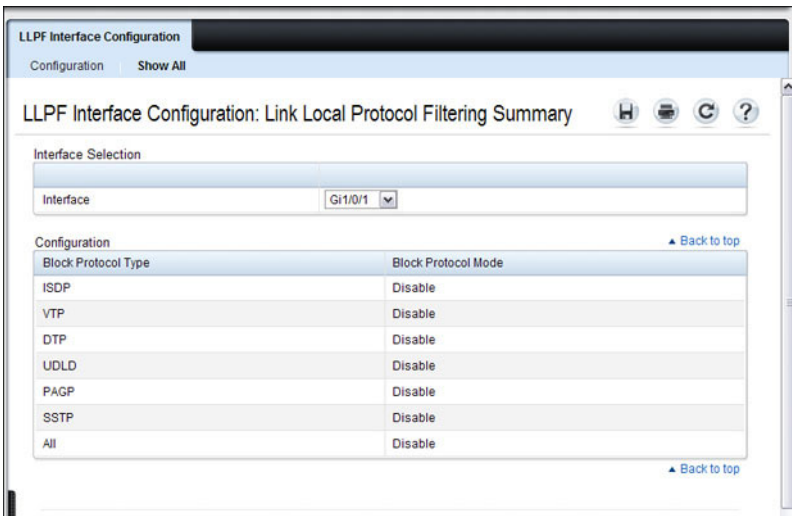 LLPF Interface Configuration
Configuration Show All
LLPF Interface Configuration: Link Local Protocol Filtering Summary
H C ?
Interface Selection
Interface Gi1/0/1
Configuration ▲ Back to top
Block Protocol Type Block Protocol Mode
ISDP Disable
VTP Disable
DTP Disable
UDLD Disable
PAGP Disable
SSTP Disable
All Disable
▲ Back to top